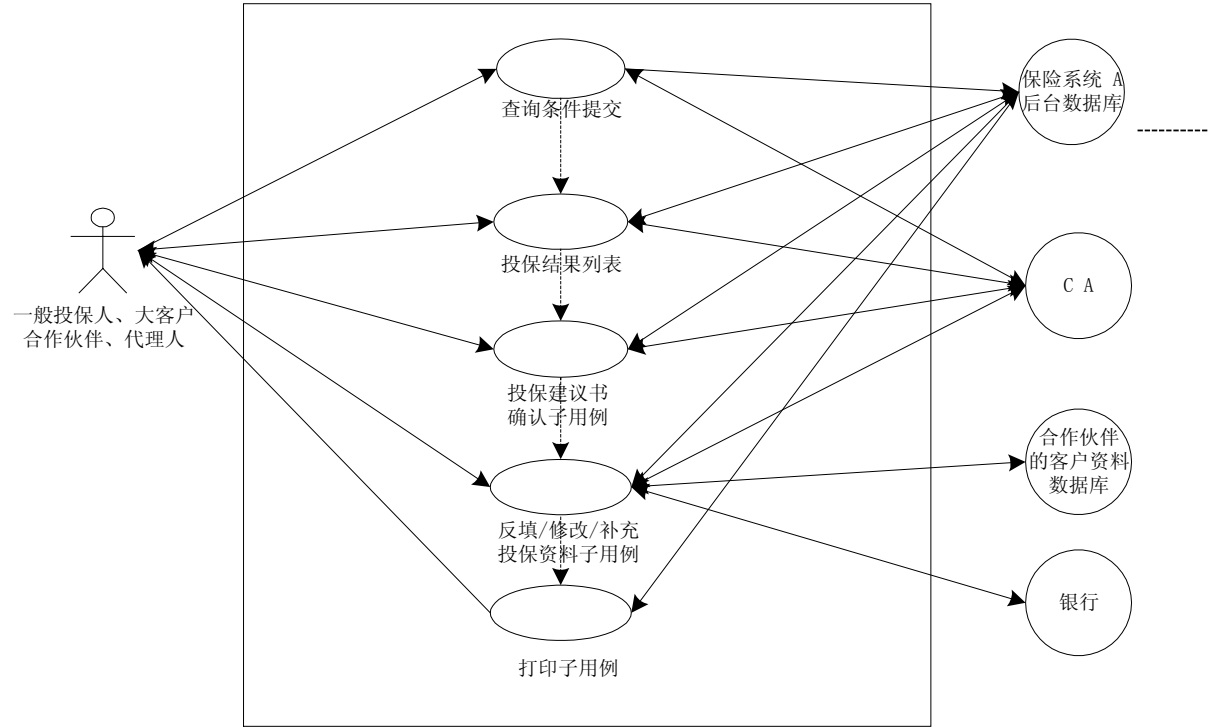 查询条件提交
投保结果列表
投保建议书
确认子用例
反填/修改/补充
投保资料子用例
打印子用例
一般投保人、大客户
合作伙伴、代理人
保险系统 A
后台数据库
C A
合作伙伴
的客户资料
数据库
银行